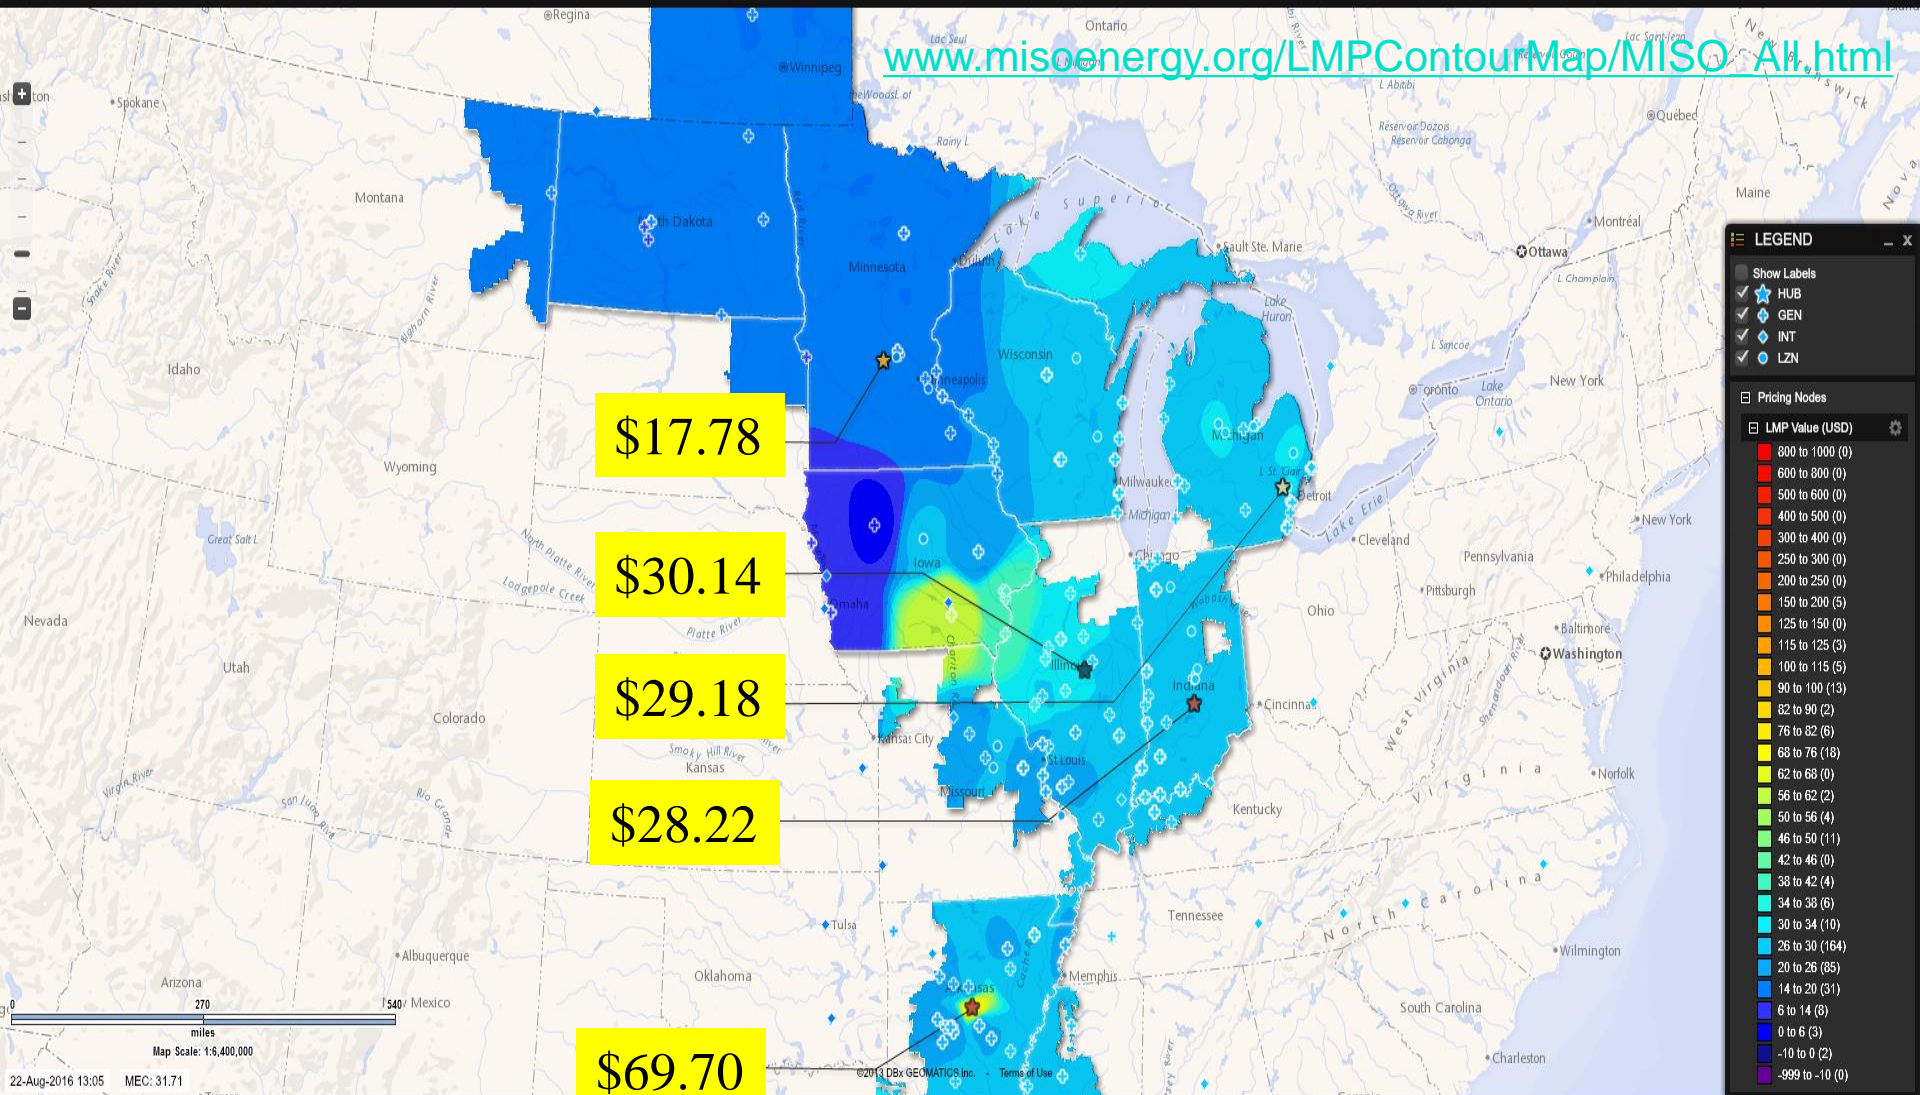 www.misoenergy.org/LMPContourMap/MISO_All.html
Regina
Ontario
Lac Seul
Winnipeg
Lac Saint-Jean
New Brunswick
L Abitibi
Spokane
Québec
Réservoir Dozois
Réservoir Cabonga
Rainy L
Montana
Maine
Red River
North Dakota
Lake Superior
Ottawa River
Montréal
Sault Ste. Marie
Ottawa
Minnesota
Duluth
L Champlain
Snake River
Bighorn River
Lake
Huron
Wisconsin
L Simcoe
Idaho
Minneapolis
Toronto
Lake
Ontario
New York
$17.78
Michigan
Wyoming
L St. Clair
Milwaukee
Detroit
L Michigan
Lake Erie
New York
Great Salt L
North Platte River
Cleveland
Chicago
Pennsylvania
Iowa
$30.14
Lodgepole Creek
Philadelphia
Pittsburgh
Omaha
Wabash River
Ohio
Nevada
Platte River
Baltimore
Washington
Utah
Illinois
Indiana
West Virginia
Shenandoah River
$29.18
Chariton R
Colorado
Cincinna..
Kansas City
Smoky Hill River
Kansas
St Louis
Virgin River
San Juan River
Rio Grande
Missouri
Virginia
Norfolk
Kentucky
$28.22
North Carolina
Tennessee
Tulsa
Albuquerque
Oklahoma
Cache R
Memphis
Wilmington
Arizona
Arkansas
Mexico
South Carolina
0 270 540
miles
Map Scale: 1:6,400,000
$69.70
Charleston
©2013 DBx GEOMATICS inc. - Terms of Use
22-Aug-2016 13:05 MEC: 31.71
LEGEND
Show Labels
HUB
GEN
INT
LZN
Pricing Nodes
LMP Value (USD)
800 to 1000 (0)
600 to 800 (0)
500 to 600 (0)
400 to 500 (0)
300 to 400 (0)
250 to 300 (0)
200 to 250 (0)
150 to 200 (5)
125 to 150 (0)
115 to 125 (3)
100 to 115 (5)
90 to 100 (13)
82 to 90 (2)
76 to 82 (6)
68 to 76 (18)
62 to 68 (0)
56 to 62 (2)
50 to 56 (4)
46 to 50 (11)
42 to 46 (0)
38 to 42 (4)
34 to 38 (6)
30 to 34 (10)
26 to 30 (164)
20 to 26 (85)
14 to 20 (31)
6 to 14 (8)
0 to 6 (3)
-10 to 0 (2)
-999 to -10 (0)